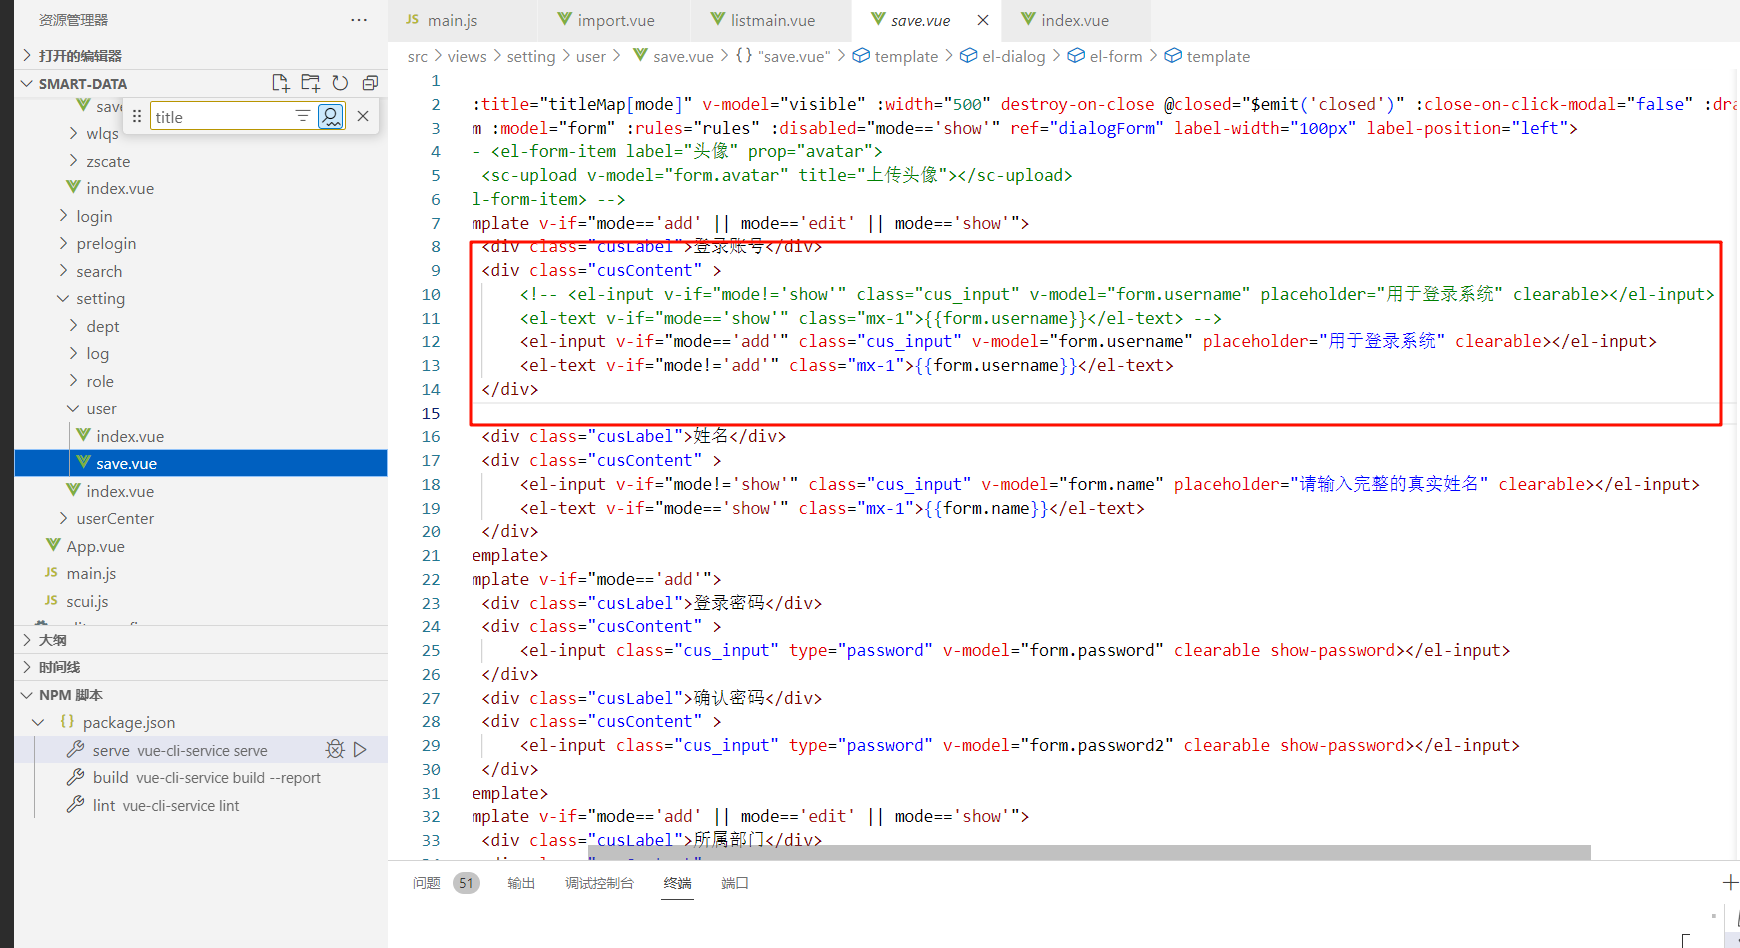 资源管理器
打开的编辑器
SMART-DATA
title
save
wlqs
zscate
index.vue
login
prelogin
search
setting
dept
log
role
user
index.vue
save.vue
index.vue
userCenter
App.vue
JS main.js
JS scui.js
大纲
时间线
NPM 脚本
{} package.json
serve vue-cli-service serve
build vue-cli-service build --report
lint vue-cli-service lint
JS main.js import.vue listmain.vue save.vue index.vue
src > views > setting > user > save.vue > {} "save.vue" > template > el-dialog > el-form > template
1
2 :title="titleMap[mode]" v-model="visible" :width="500" destroy-on-close @closed="$emit('closed')" :close-on-click-modal="false" :dra
3 m :model="form" :rules="rules" :disabled="mode=='show'" ref="dialogForm" label-width="100px" label-position="left">
4 - <el-form-item label="头像" prop="avatar">
5 <sc-upload v-model="form.avatar" title="上传头像"></sc-upload>
6 l-form-item> -->
7 mplate v-if="mode=='add' || mode=='edit' || mode=='show'">
8 <div class="cusLabel">登录账号</div>
9 <div class="cusContent" >
10 <!-- <el-input v-if="mode!='show'" class="cus_input" v-model="form.username" placeholder="用于登录系统" clearable></el-input>
11 <el-text v-if="mode=='show'" class="mx-1">{{form.username}}</el-text> -->
12 <el-input v-if="mode=='add'" class="cus_input" v-model="form.username" placeholder="用于登录系统" clearable></el-input>
13 <el-text v-if="mode!='add'" class="mx-1">{{form.username}}</el-text>
14 </div>
15
16 <div class="cusLabel">姓名</div>
17 <div class="cusContent" >
18 <el-input v-if="mode!='show'" class="cus_input" v-model="form.name" placeholder="请输入完整的真实姓名" clearable></el-input>
19 <el-text v-if="mode=='show'" class="mx-1">{{form.name}}</el-text>
20 </div>
21 emplate>
22 mplate v-if="mode=='add'">
23 <div class="cusLabel">登录密码</div>
24 <div class="cusContent" >
25 <el-input class="cus_input" type="password" v-model="form.password" clearable show-password></el-input>
26 </div>
27 <div class="cusLabel">确认密码</div>
28 <div class="cusContent" >
29 <el-input class="cus_input" type="password" v-model="form.password2" clearable show-password></el-input>
30 </div>
31 emplate>
32 mplate v-if="mode=='add' || mode=='edit' || mode=='show'">
33 <div class="cusLabel">所属部门</div>
问题 51 输出 调试控制台 终端 端口